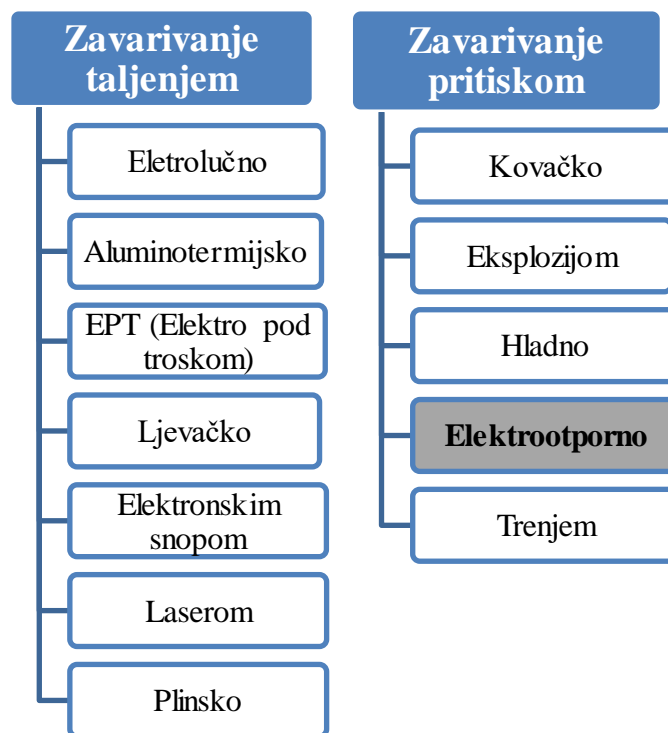 Zavarivanje
taljenjem
Eletrolučno
Aluminotermijsko
EPT (Elektro pod
troskom)
Ljevačko
Elektronskim
snopom
Laserom
Plinsko
Zavarivanje
pritiskom
Kovačko
Eksplozijom
Hladno
Elektrootporno
Trenjem